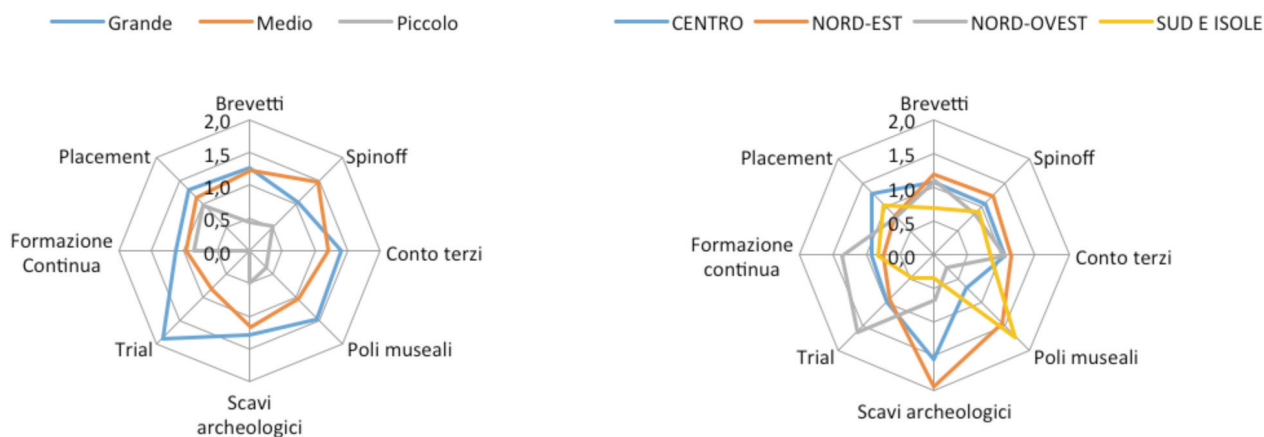 Grande Medio Piccolo
Brevetti
2,0
1,5
1,0
0,5
0,0
Spinoff
Conto terzi
Poli museali
Scavi
archeologici
Trial
Formazione
Continua
Placement
CENTRO NORD-EST NORD-OVEST SUD E ISOLE
Brevetti
2,0
1,5
1,0
0,5
0,0
Spinoff
Conto terzi
Poli museali
Scavi archeologici
Trial
Formazione
continua
Placement